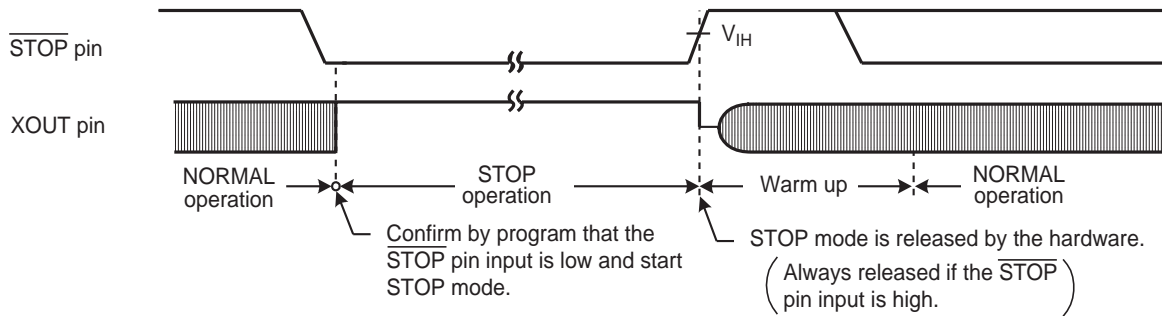 STOP pin
V_IH
XOUT pin
NORMAL
operation
STOP
operation
Warm up
NORMAL
operation
Confirm by program that the
STOP pin input is low and start
STOP mode.
STOP mode is released by the hardware.
(Always released if the STOP
pin input is high.)